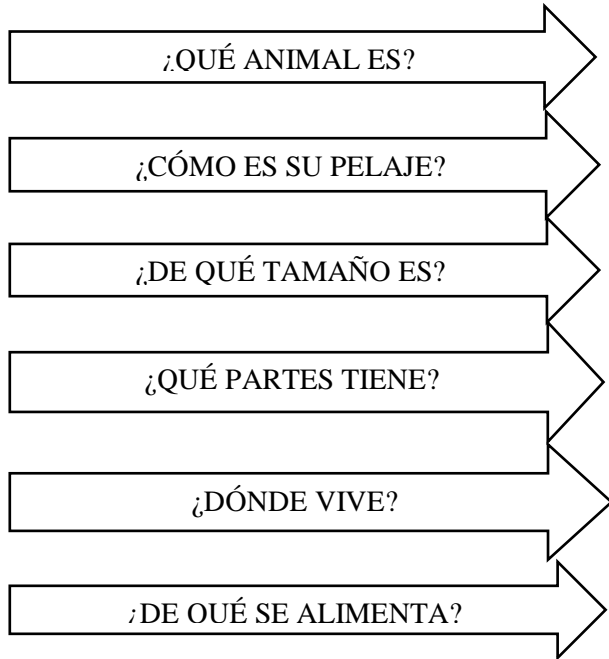 ¿QUÉ ANIMAL ES?
¿CÓMO ES SU PELAJE?
¿DE QUÉ TAMAÑO ES?
¿QUÉ PARTES TIENE?
¿DÓNDE VIVE?
¿DE QUÉ SE ALIMENTA?